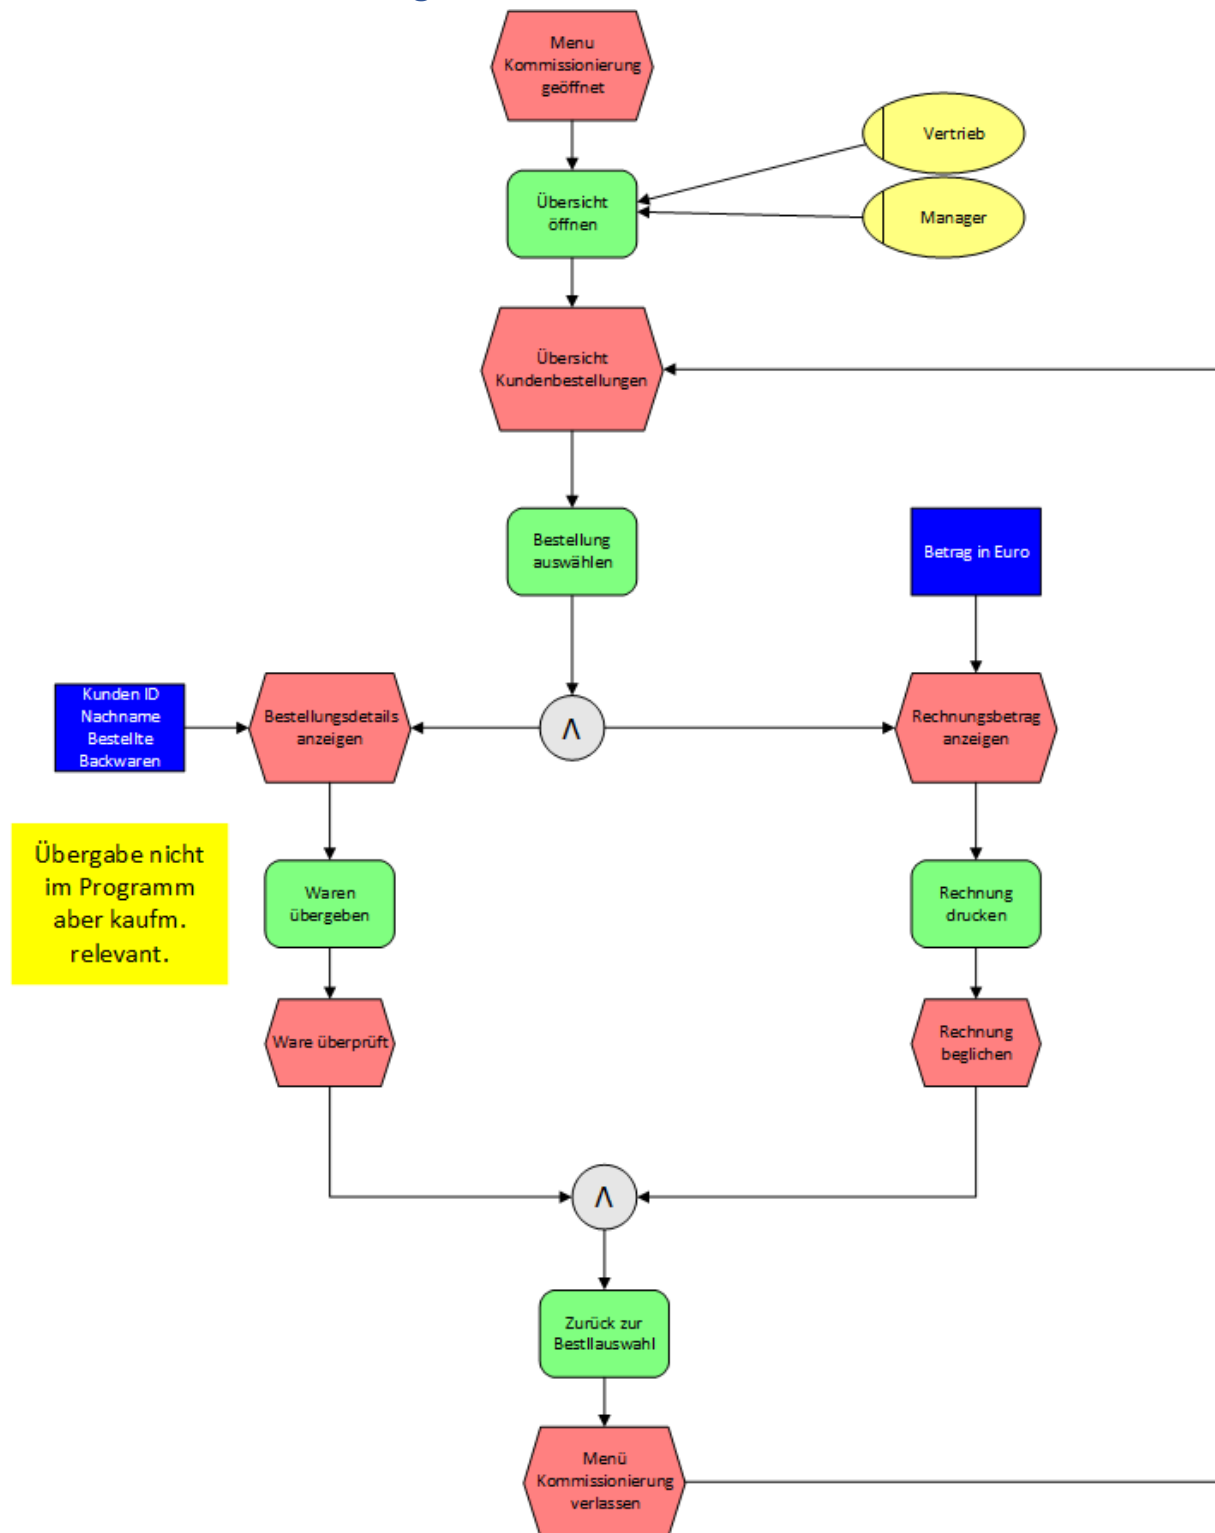 Menu
Kommissionierung
geöffnet
Vertrieb
Übersicht
öffnen
Manager
Übersicht
Kundenbestellungen
Bestellung
auswählen
Betrag in Euro
Kunden ID
Nachname
Bestellte
Backwaren
Bestellungsdetails
anzeigen
Λ
Rechnungsbetrag
anzeigen
Übergabe nicht
im Programm
aber kaufm.
relevant.
Waren
übergeben
Rechnung
drucken
Ware überprüft
Rechnung
beglichen
Λ
Zurück zur
Bestllauswahl
Menü
Kommissionierung
verlassen